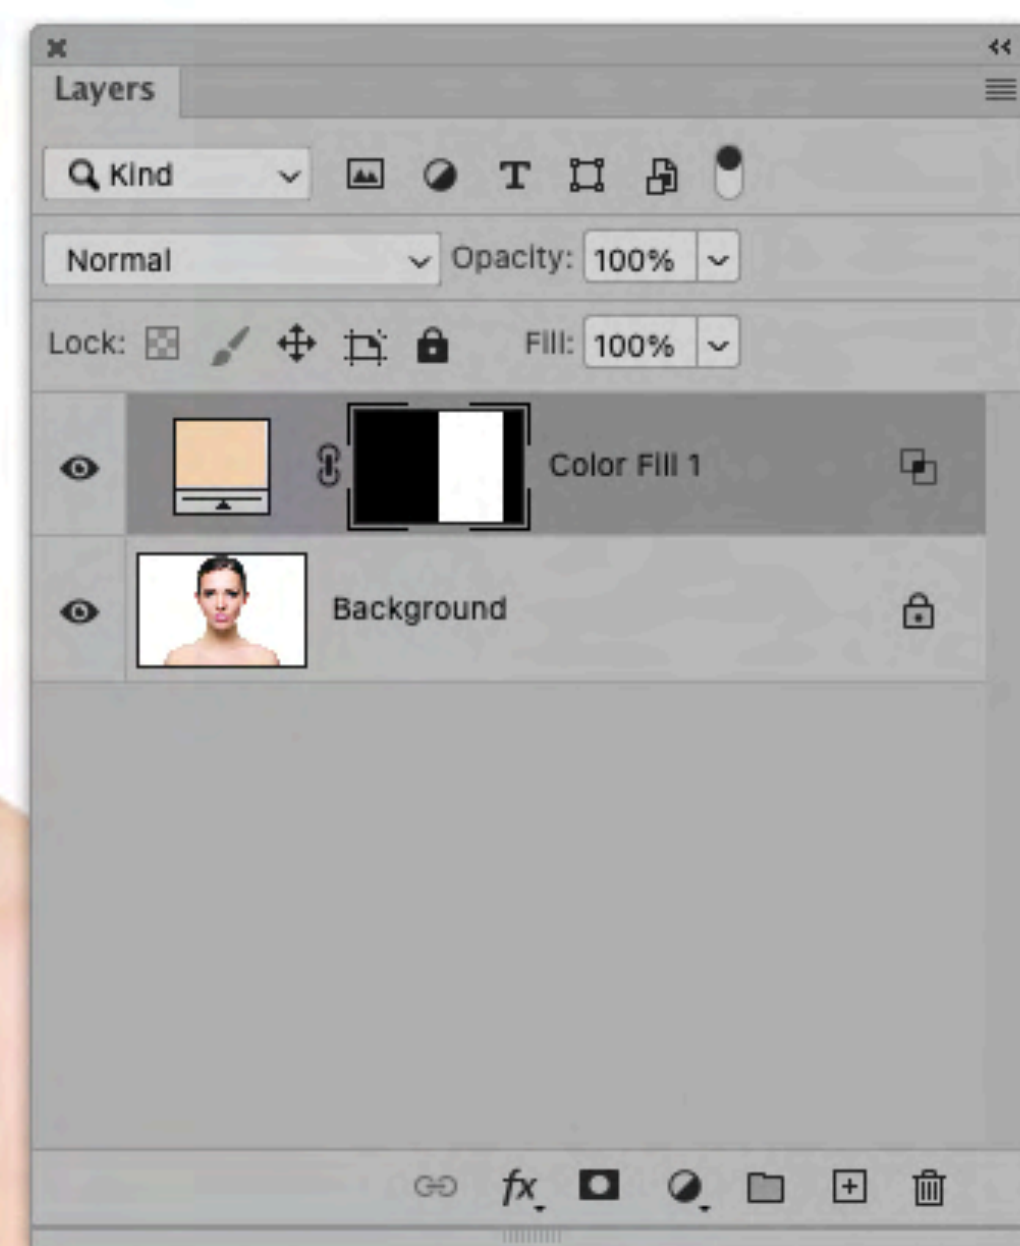 Layers
Kind
Normal Opacity: 100%
Lock: Fill: 100%
Color Fill 1
Background
fx